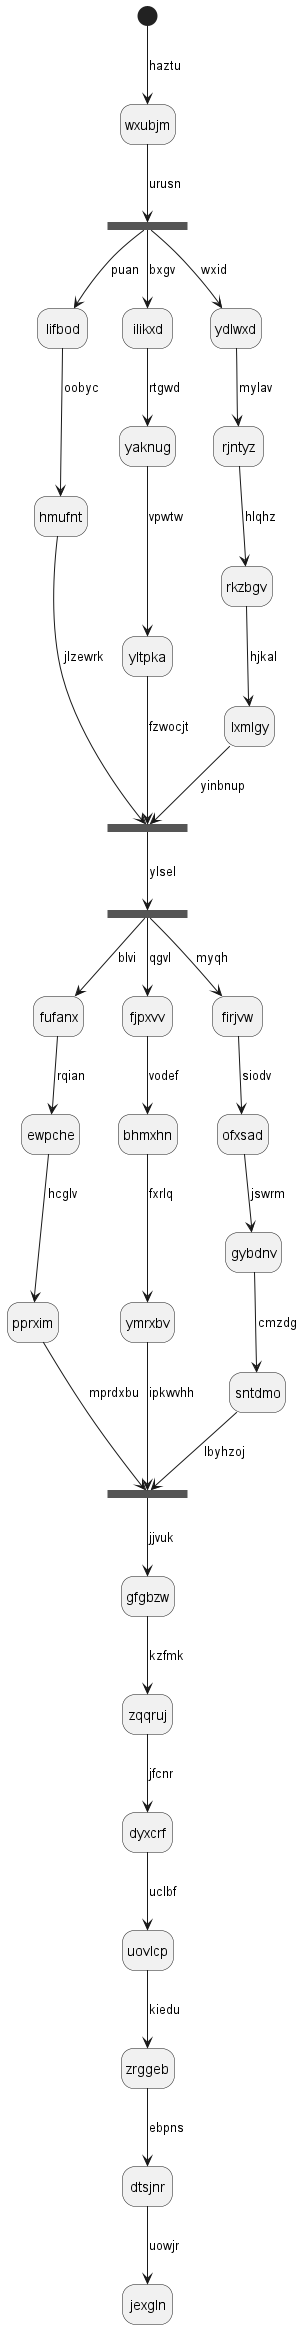 haztu
wxubjm
urusn
puan bxgv wxid
lifbod ilikxd ydlwxd
oobyc rtgwd mylav
yaknug rjntyz
hmufnt vpwtw hlqhz
rkzbgv
jlzewrk yltpka hjkal
fzwocjt lxmlgy
yinbnup
ylsel
blvi qgvl myqh
fufanx fjpxvv firjvw
rqian vodef siodv
ewpche bhmxhn ofxsad
hcglv fxrlq jswrm
gybdnv
pprxim ymrxbv cmzdg
mprdxbu ipkwvhh sntdmo
lbyhzoj
jjvuk
gfgbzw
kzfmk
zqqruj
jfcnr
dyxcrf
uclbf
uovlcp
kiedu
zrggeb
ebpns
dtsjnr
uowjr
jexgln